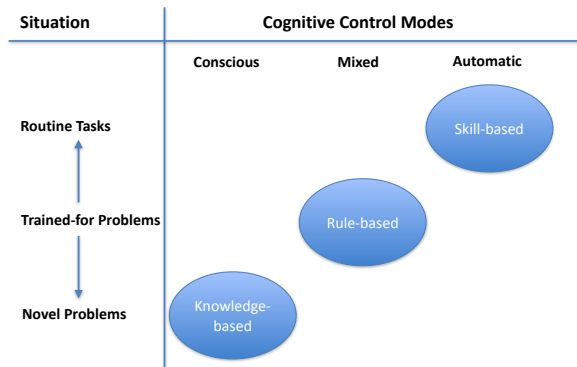 Situation
Cognitive Control Modes
Conscious
Mixed
Automatic
Routine Tasks
Skill-based
Trained-for Problems
Rule-based
Novel Problems
Knowledge-
based